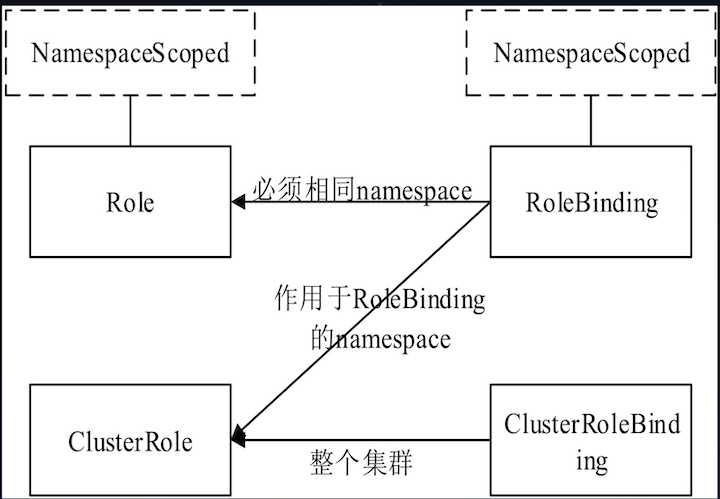 NamespaceScoped
NamespaceScoped
Role
必须相同namespace
RoleBinding
作用于RoleBinding
的namespace
ClusterRole
整个集群
ClusterRoleBind
ing